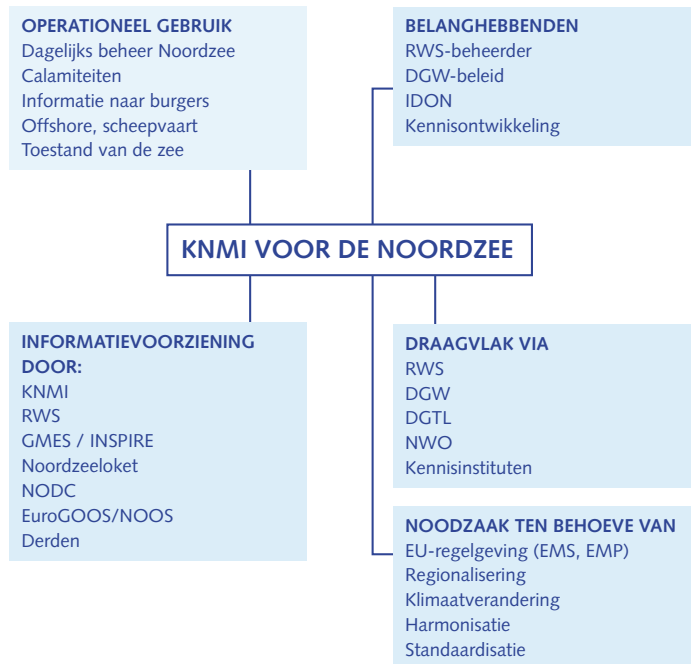 OPERATIONEEL GEBRUIK
Dagelijks beheer Noordzee
Calamiteiten
Informatie naar burgers
Offshore, scheepvaart
Toestand van de zee
BELANGHEBBENDEN
RWS-beheerder
DGW-beleid
IDON
Kennisontwikkeling
KNMI VOOR DE NOORDZEE
INFORMATIEVOORZIENING
DOOR:
KNMI
RWS
GMES / INSPIRE
Noordzeeloket
NODC
EuroGOOS/NOOS
Derden
DRAAGVLAK VIA
RWS
DGW
DGTL
NWO
Kennisinstituten
NOODZAAK TEN BEHOEVE VAN
EU-regelgeving (EMS, EMP)
Regionalisering
Klimaatverandering
Harmonisatie
Standaardisatie